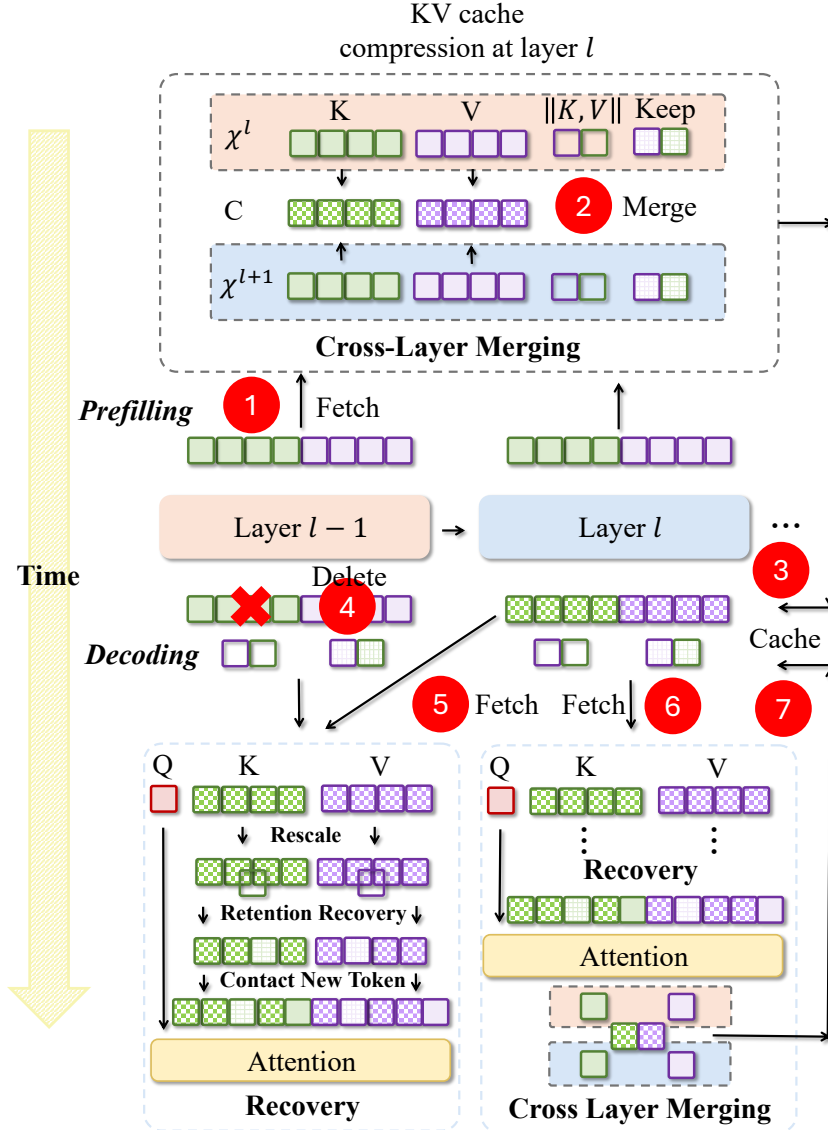 KV cache
compression at layer l
K V ‖K, V‖ Keep
χ^l
C 2 Merge
χ^{l+1}
Cross-Layer Merging
Prefilling 1 Fetch
Layer l − 1 Layer l ...
Time
Delete 3
4
Decoding Cache
5 Fetch Fetch 6 7
Q K V Q K V
Rescale
Recovery
Retention Recovery
Contact New Token
Attention
Attention
Recovery
Cross Layer Merging